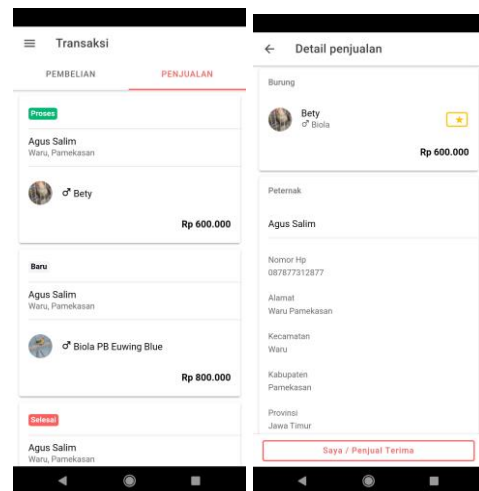 Transaksi
PEMBELIAN
PENJUALAN
Proses
Agus Salim
Waru, Pamekasan
♂ Bety
Rp 600.000
Baru
Agus Salim
Waru, Pamekasan
♂ Biola PB Euwing Blue
Rp 800.000
Selesai
Agus Salim
Waru, Pamekasan
Detail penjualan
Burung
Bety
♂ Biola
Rp 600.000
Peternak
Agus Salim
Nomor Hp
087877312877
Alamat
Waru Pamekasan
Kecamatan
Waru
Kabupaten
Pamekasan
Provinsi
Jawa Timur
Saya / Penjual Terima